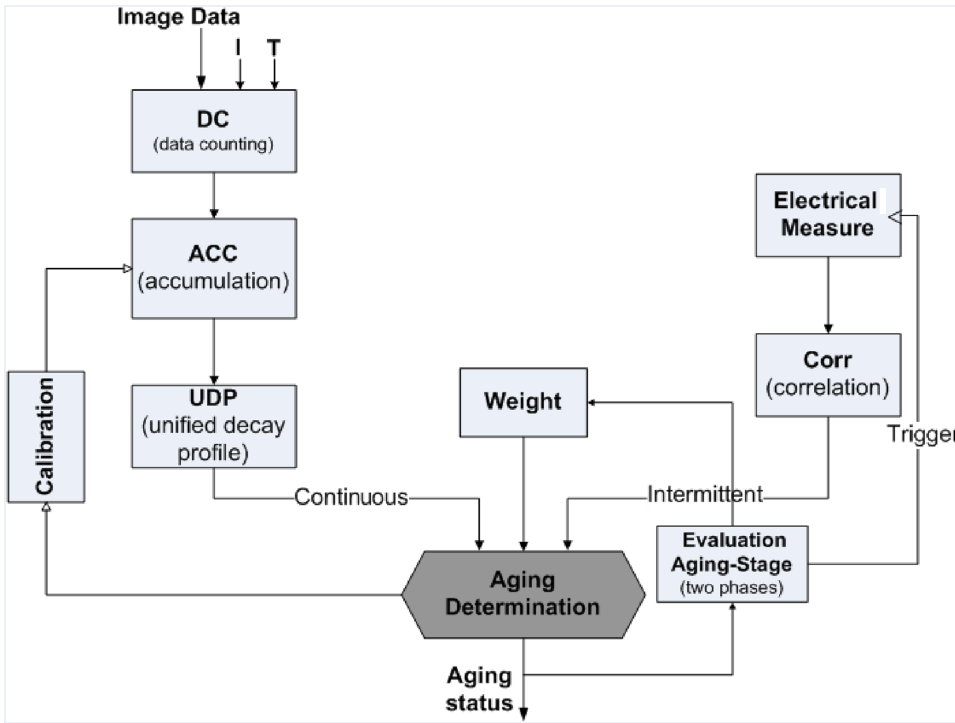 Image Data
I T
DC
(data counting)
ACC
(accumulation)
UDP
(unified decay
profile)
Calibration
Continuous
Weight
Electrical
Measure
Corr
(correlation)
Trigger
Intermittent
Evaluation
Aging-Stage
(two phases)
Aging
Determination
Aging
status